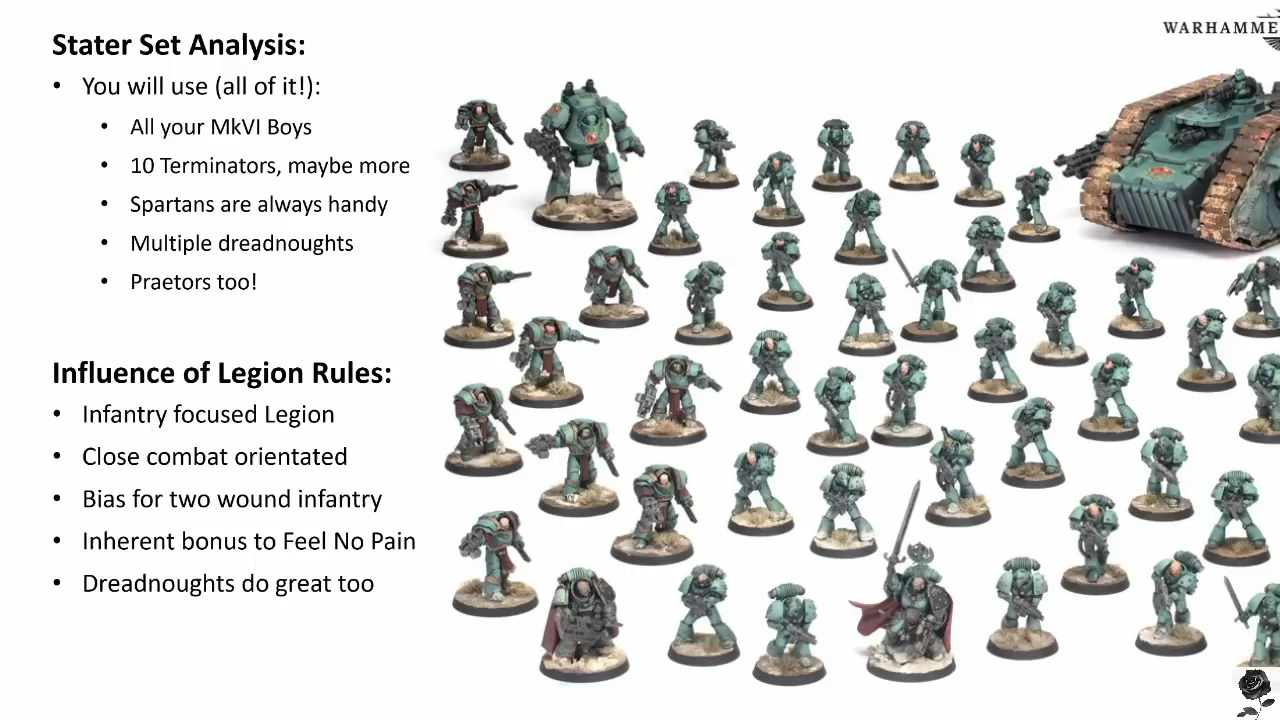 Stater Set Analysis:
• You will use (all of it!):
• All your MkVI Boys
• 10 Terminators, maybe more
• Spartans are always handy
• Multiple dreadnoughts
• Praetors too!
Influence of Legion Rules:
• Infantry focused Legion
• Close combat orientated
• Bias for two wound infantry
• Inherent bonus to Feel No Pain
• Dreadnoughts do great too
WARHAMME